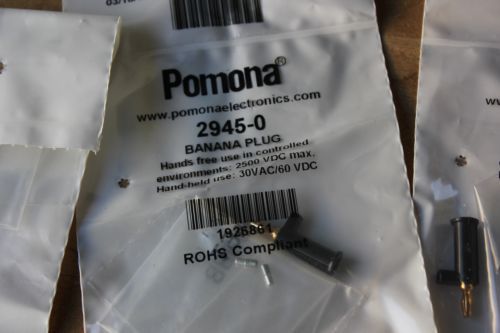 Pomona®
www.pomonaelectronics.com
2945-0
BANANA PLUG
Hands free use in controlled
environments: 2500 VDC max.
Hand-held use: 30VAC/60 VDC
1926861
ROHS Compliant